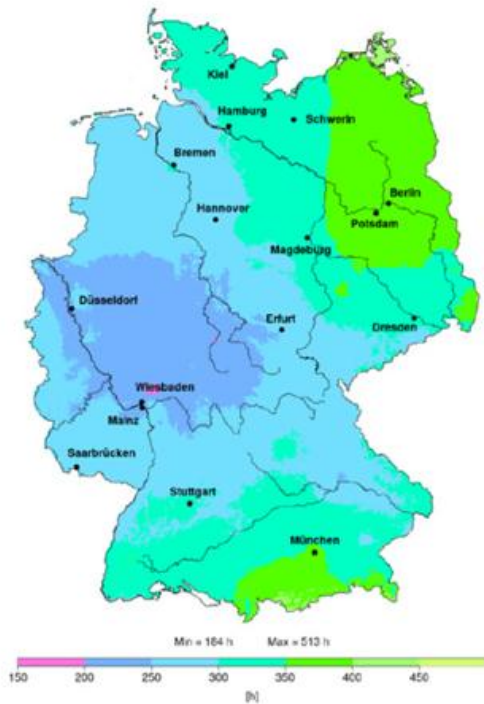 Kiel
Hamburg
Schwerin
Bremen
Berlin
Hannover
Potsdam
Magdeburg
Düsseldorf
Erfurt
Dresden
Wiesbaden
Mainz
Saarbrücken
Stuttgart
München
Min = 164 h Max = 513 h
150 200 250 300 350 400 450
[h]